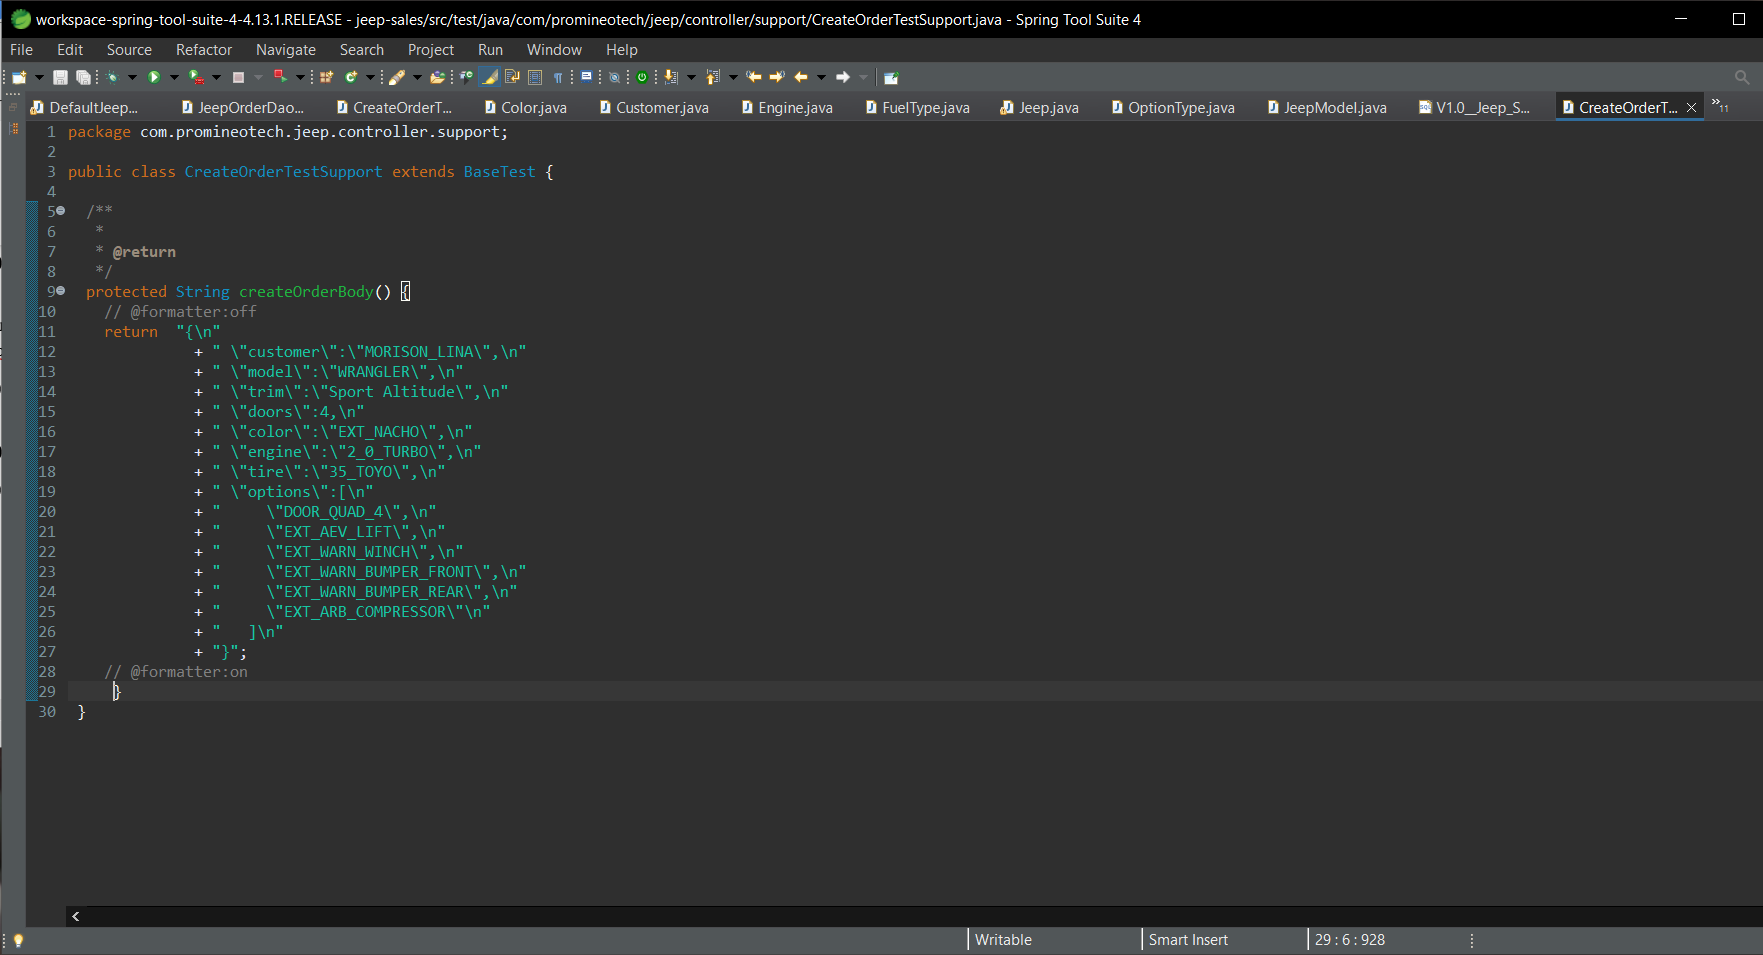 workspace-spring-tool-suite-4-4.13.1.RELEASE - jeep-sales/src/test/java/com/promineotech/jeep/controller/support/CreateOrderTestSupport.java - Spring Tool Suite 4
File Edit Source Refactor Navigate Search Project Run Window Help
DefaultJeep... JeepOrderDao... CreateOrderT... Color.java Customer.java Engine.java FuelType.java Jeep.java OptionType.java JeepModel.java V1.0__Jeep_S... CreateOrderT... »11
1 package com.promineotech.jeep.controller.support;
2
3 public class CreateOrderTestSupport extends BaseTest {
4
5 /**
6 *
7 * @return
8 */
9 protected String createOrderBody() {
10 // @formatter:off
11 return "{\n"
12 + " \"customer\":\"MORISON_LINA\",\n"
13 + " \"model\":\"WRANGLER\",\n"
14 + " \"trim\":\"Sport Altitude\",\n"
15 + " \"doors\":4,\n"
16 + " \"color\":\"EXT_NACHO\",\n"
17 + " \"engine\":\"2_0_TURBO\",\n"
18 + " \"tire\":\"35_TOYO\",\n"
19 + " \"options\":[\n"
20 + "     \"DOOR_QUAD_4\",\n"
21 + "     \"EXT_AEV_LIFT\",\n"
22 + "     \"EXT_WARN_WINCH\",\n"
23 + "     \"EXT_WARN_BUMPER_FRONT\",\n"
24 + "     \"EXT_WARN_BUMPER_REAR\",\n"
25 + "     \"EXT_ARB_COMPRESSOR\"\n"
26 + "   ]\n"
27 + "}";
28 // @formatter:on
29 }
30 }
Writable Smart Insert 29 : 6 : 928